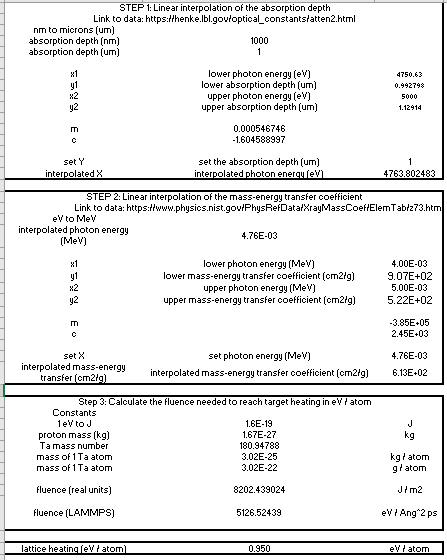 STEP 1: Linear interpolation of the absorption depth
Link to data: https://henke.lbl.gov/optical_constants/atten2.html
nm to microns (um)
absorption depth (nm) 1000
absorption depth (um) 1
x1 lower photon energy (eV) 4750.63
y1 lower absorption depth (um) 0.992798
x2 upper photon energy (eV) 5000
y2 upper absorption depth (um) 1.12914
m 0.000546746
c -1.604588997
set Y set the absorption depth (um) 1
interpolated X interpolated photon energy (eV) 4763.802483
STEP 2: Linear interpolation of the mass-energy transfer coefficient
Link to data: https://www.physics.nist.gov/PhysRefData/XrayMassCoef/ElemTab/z73.htm
eV to MeV
interpolated photon energy (MeV) 4.76E-03
x1 lower photon energy (MeV) 4.00E-03
y1 lower mass-energy transfer coefficient (cm2/g) 9.07E+02
x2 upper photon energy (MeV) 5.00E-03
y2 upper mass-energy transfer coefficient (cm2/g) 5.22E+02
m -3.85E+05
c 2.45E+03
set X set photon energy (MeV) 4.76E-03
interpolated mass-energy transfer (cm2/g) interpolated mass-energy transfer coefficient (cm2/g) 6.13E+02
Step 3: Calculate the fluence needed to reach target heating in eV / atom
Constants
1 eV to J 1.6E-19 J
proton mass (kg) 1.67E-27 kg
Ta mass number 180.94788
mass of 1 Ta atom 3.02E-25 kg / atom
mass of 1 Ta atom 3.02E-22 g / atom
fluence (real units) 8202.439024 J / m2
fluence (LAMMPS) 5126.52439 eV / Ang^2 ps
lattice heating (eV / atom) 0.950 eV / atom